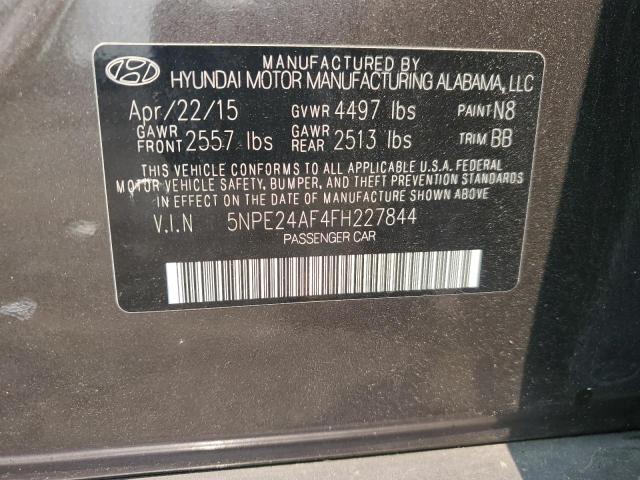 MANUFACTURED BY
HYUNDAI MOTOR MANUFACTURING ALABAMA, LLC
Apr/22/15 GVWR 4497 lbs PAINT N8
GAWR FRONT 2557 lbs GAWR REAR 2513 lbs TRIM BB
THIS VEHICLE CONFORMS TO ALL APPLICABLE U.S.A. FEDERAL
MOTOR VEHICLE SAFETY, BUMPER, AND THEFT PREVENTION STANDARDS
IN EFFECT ON THE DATE OF MANUFACTURE SHOWN ABOVE.
V.I.N 5NPE24AF4FH227844
PASSENGER CAR